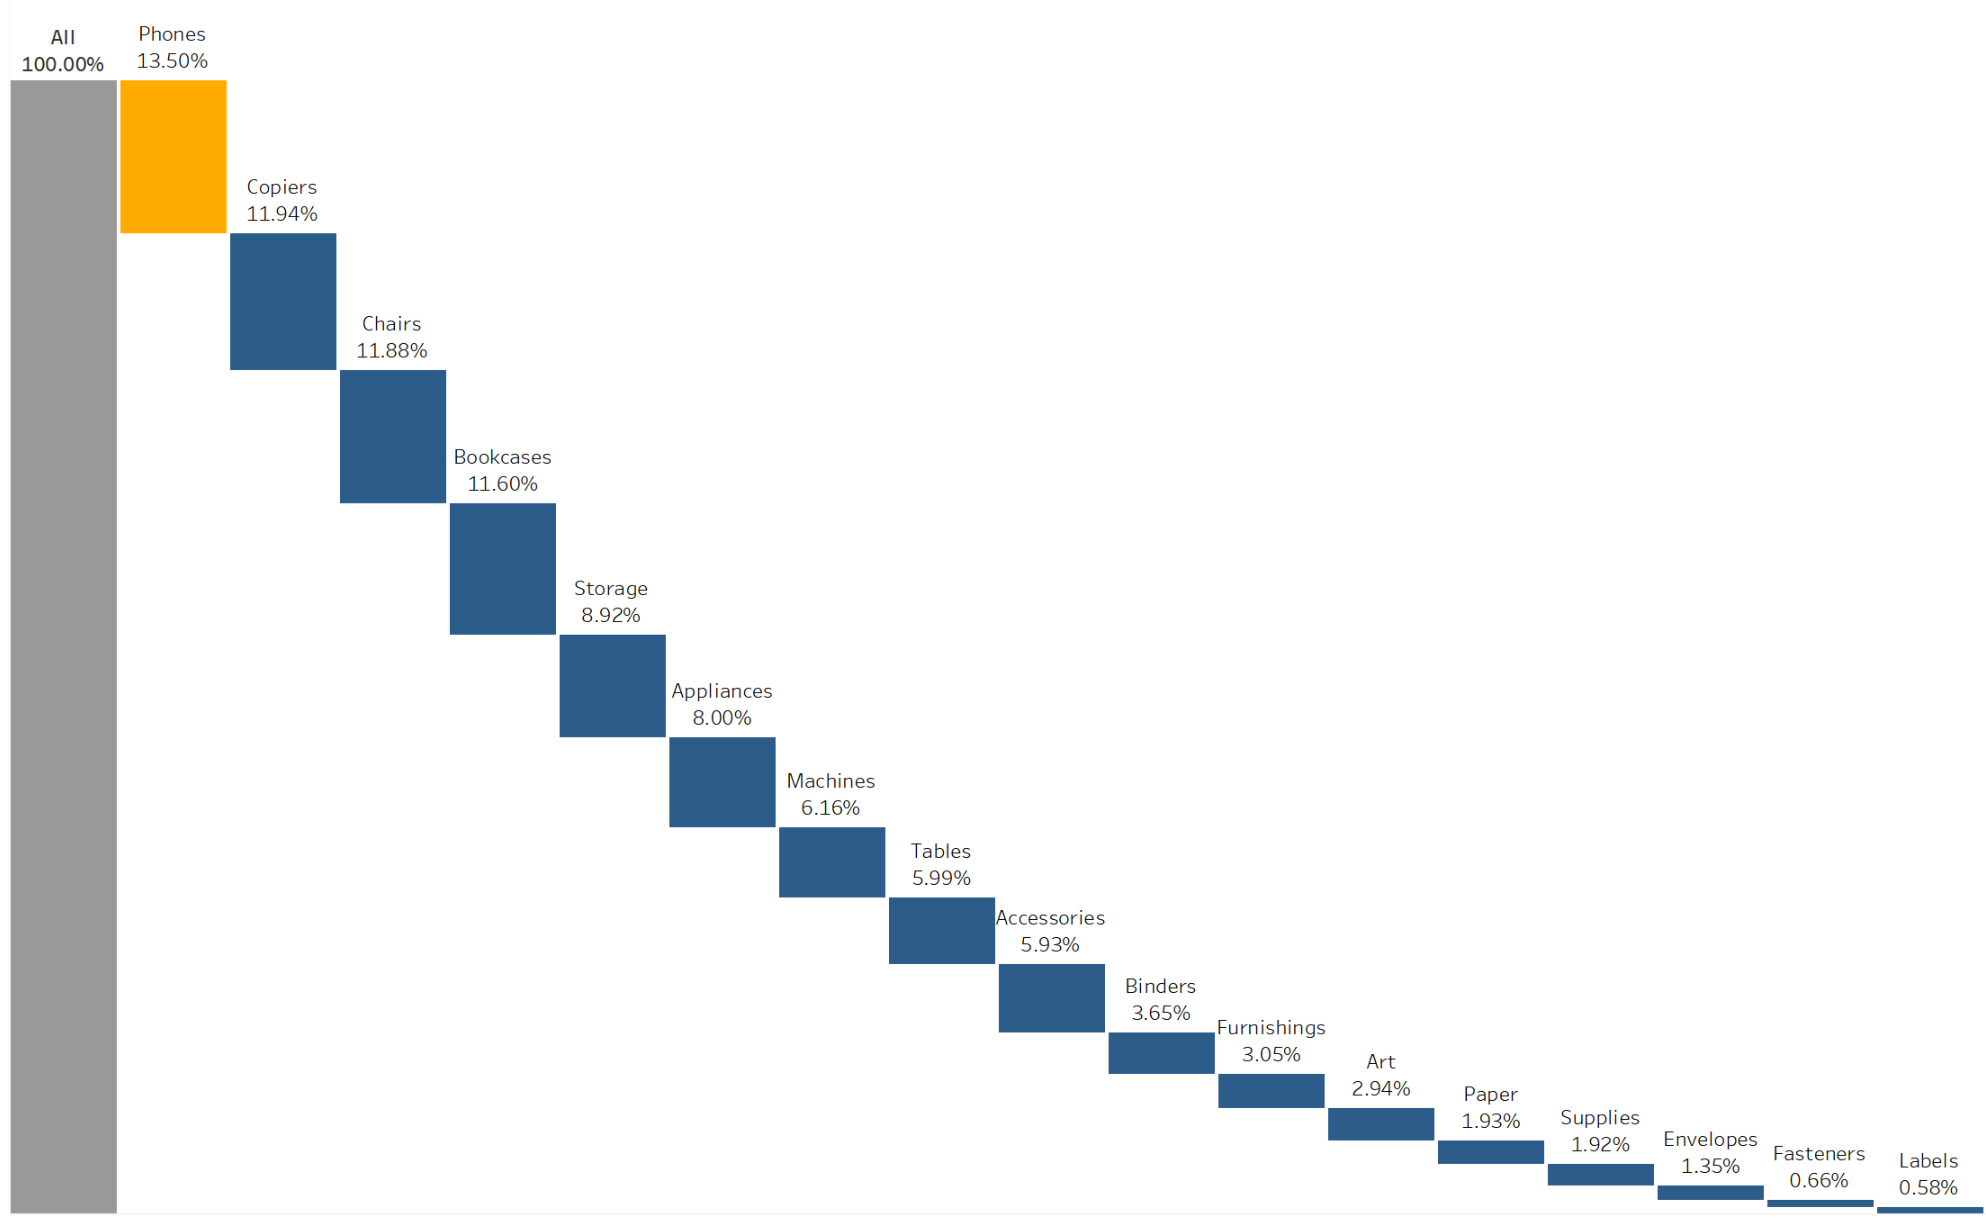 All
100.00%
Phones
13.50%
Copiers
11.94%
Chairs
11.88%
Bookcases
11.60%
Storage
8.92%
Appliances
8.00%
Machines
6.16%
Tables
5.99%
Accessories
5.93%
Binders
3.65%
Furnishings
3.05%
Art
2.94%
Paper
1.93%
Supplies
1.92%
Envelopes
1.35%
Fasteners
0.66%
Labels
0.58%